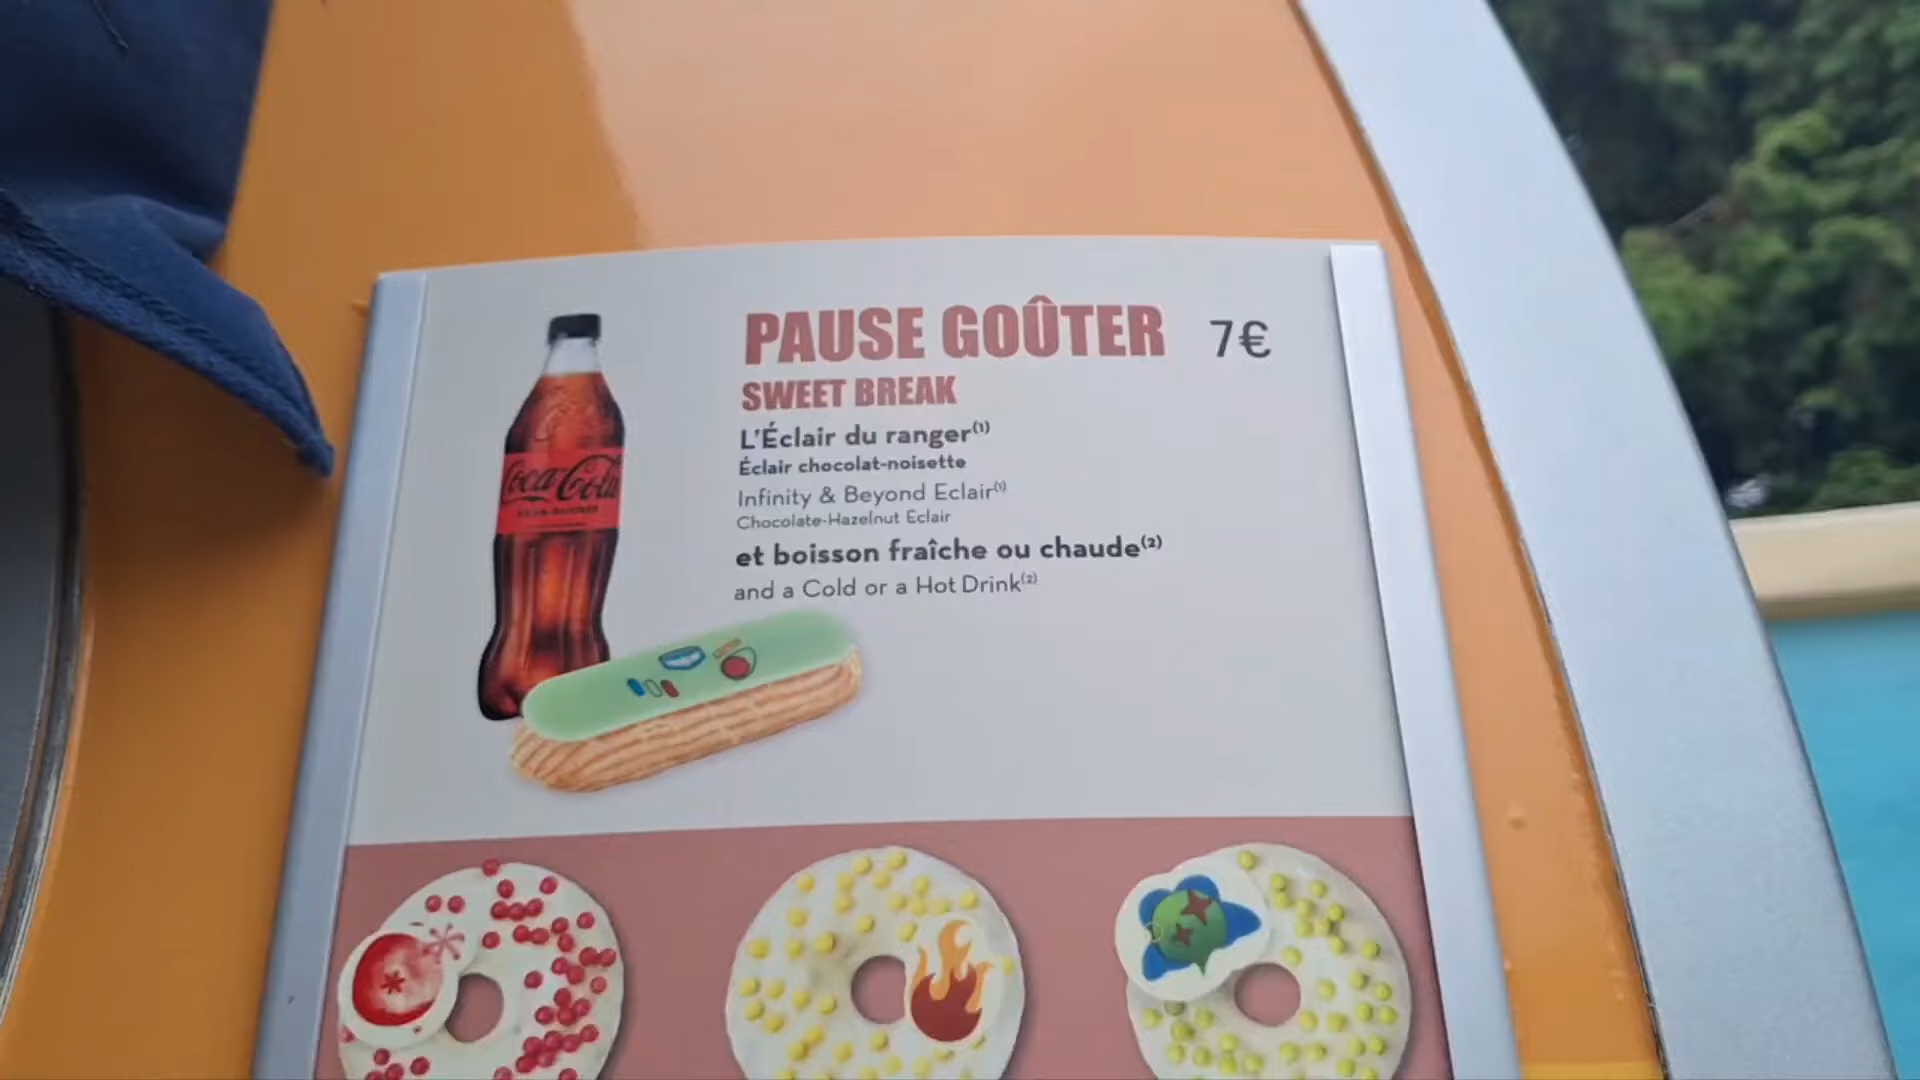 PAUSE GOÛTER 7€
SWEET BREAK
L'Éclair du ranger(1)
Éclair chocolat-noisette
Infinity & Beyond Eclair(1)
Chocolate-Hazelnut Eclair
et boisson fraîche ou chaude(2)
and a Cold or a Hot Drink(2)
Coca-Cola